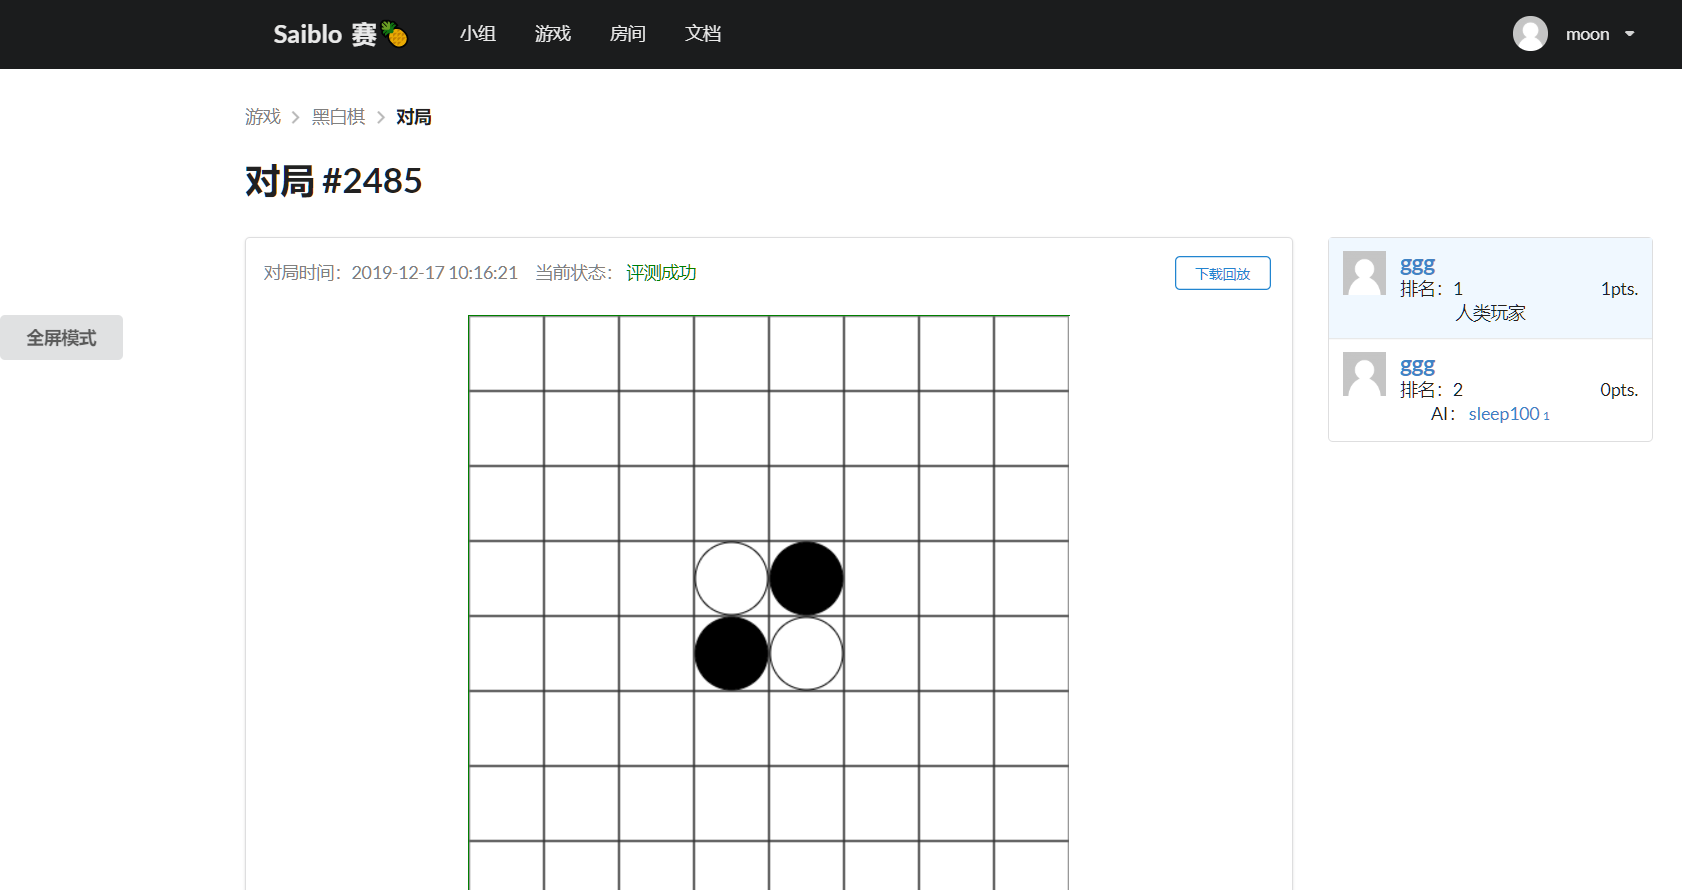 Saiblo 赛🍍 小组 游戏 房间 文档 moon
游戏 > 黑白棋 > 对局
对局 #2485
对局时间：2019-12-17 10:16:21 当前状态： 评测成功 下载回放
全屏模式
ggg
排名：1 1pts.
人类玩家
ggg
排名：2 0pts.
AI： sleep100 1